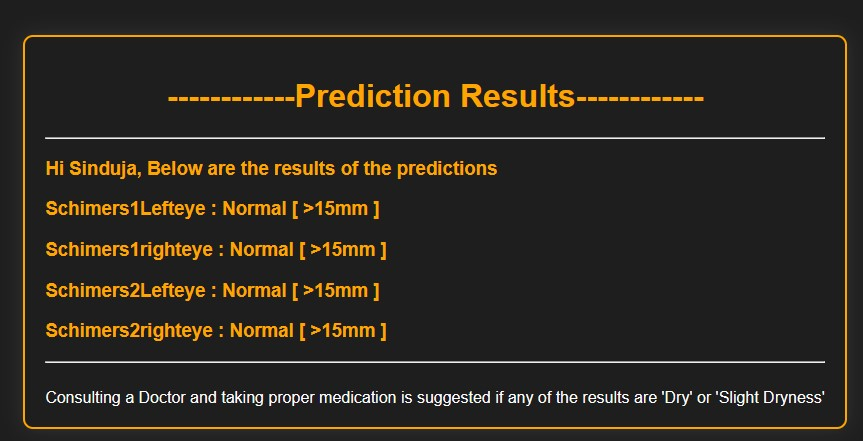 ------------Prediction Results------------
Hi Sinduja, Below are the results of the predictions
Schimers1Lefteye : Normal [ >15mm ]
Schimers1righteye : Normal [ >15mm ]
Schimers2Lefteye : Normal [ >15mm ]
Schimers2righteye : Normal [ >15mm ]
Consulting a Doctor and taking proper medication is suggested if any of the results are 'Dry' or 'Slight Dryness'